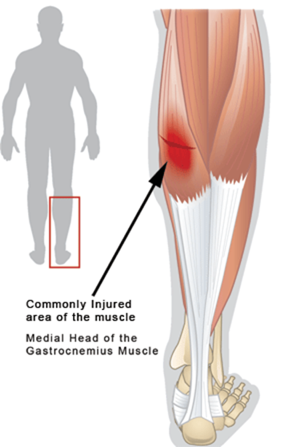 Commonly Injured
area of the muscle
Medial Head of the
Gastrocnemius Muscle